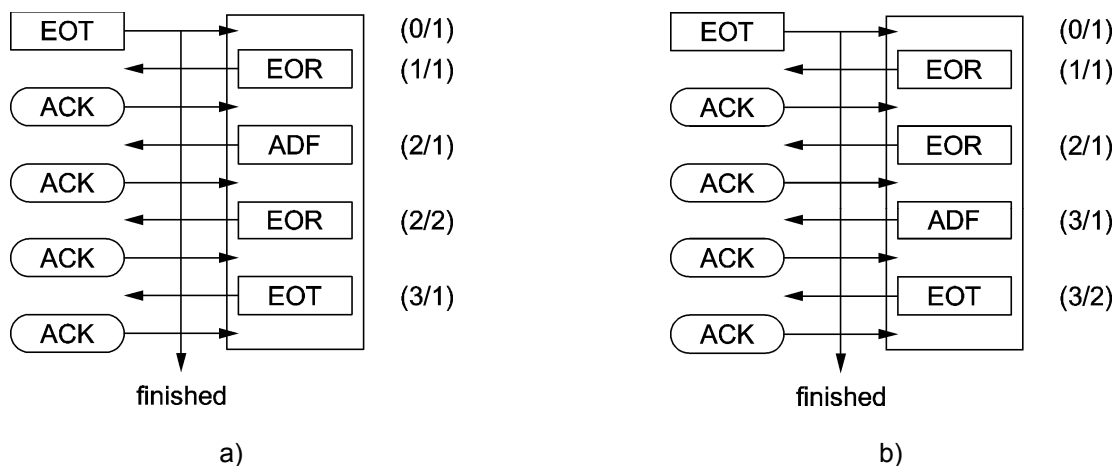 EOT (0/1)
EOR (1/1)
ACK
ADF (2/1)
ACK
EOR (2/2)
ACK
EOT (3/1)
ACK
finished
a)
EOT (0/1)
EOR (1/1)
ACK
EOR (2/1)
ACK
ADF (3/1)
ACK
EOT (3/2)
ACK
finished
b)